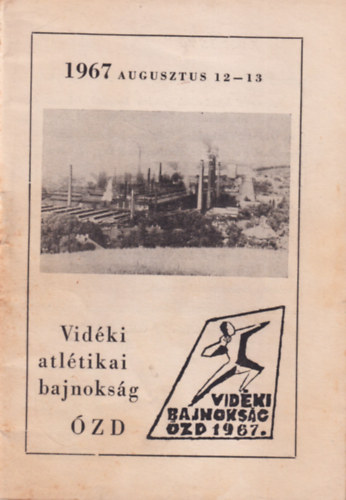 1967 AUGUSZTUS 12–13
Vidéki
atlétikai
bajnokság
ÓZD
VIDÉKI
BAJNOKSÁG
ÓZD 1967.